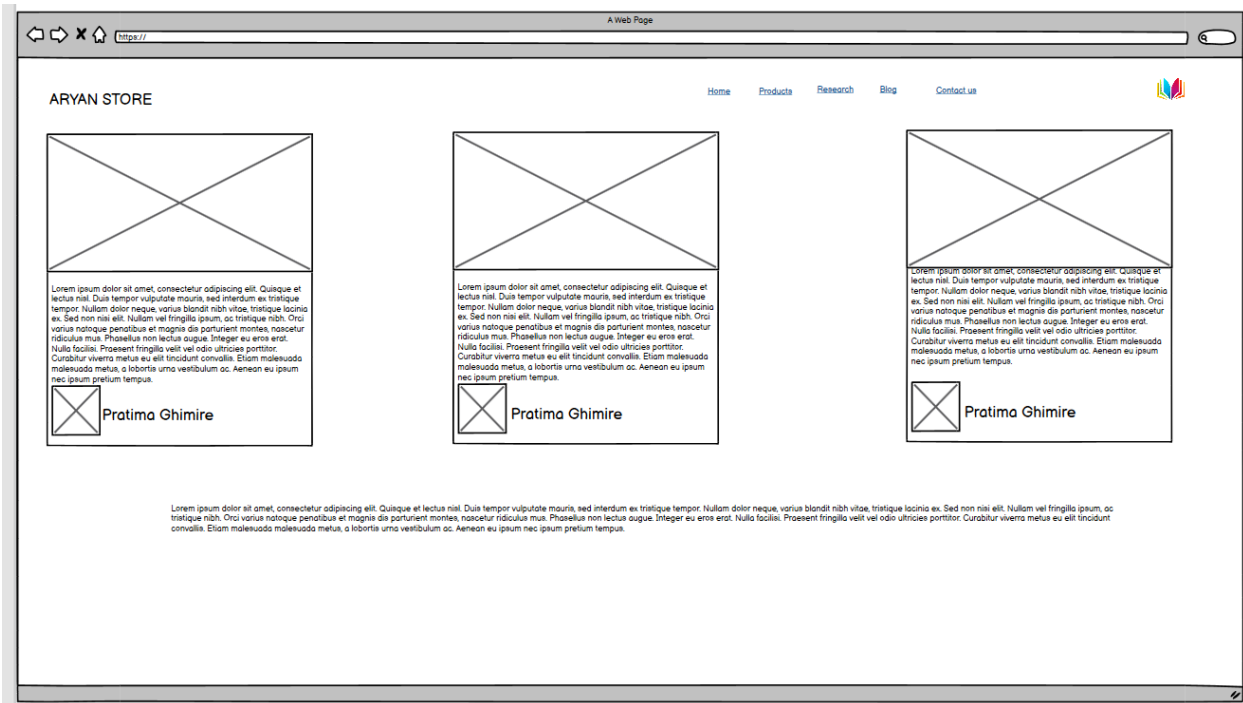 A Web Page
https://
ARYAN STORE
Home Products Research Blog Contact us
Lorem ipsum dolor sit amet, consectetur adipiscing elit. Quisque et
lectus nisl. Duis tempor vulputate mauris, sed interdum ex tristique
tempor. Nullam dolor neque, varius blandit nibh vitae, tristique lacinia
ex. Sed non nisi elit. Nullam vel fringilla ipsum, ac tristique nibh. Orci
varius natoque penatibus et magnis dis parturient montes, nascetur
ridiculus mus. Phasellus non lectus augue. Integer eu eros erat.
Nulla facilisi. Praesent fringilla velit vel odio ultricies porttitor.
Curabitur viverra metus eu elit tincidunt convallis. Etiam malesuada
malesuada metus, a lobortis urna vestibulum ac. Aenean eu ipsum
nec ipsum pretium tempus.
Pratima Ghimire
Lorem ipsum dolor sit amet, consectetur adipiscing elit. Quisque et
lectus nisl. Duis tempor vulputate mauris, sed interdum ex tristique
tempor. Nullam dolor neque, varius blandit nibh vitae, tristique lacinia
ex. Sed non nisi elit. Nullam vel fringilla ipsum, ac tristique nibh. Orci
varius natoque penatibus et magnis dis parturient montes, nascetur
ridiculus mus. Phasellus non lectus augue. Integer eu eros erat.
Nulla facilisi. Praesent fringilla velit vel odio ultricies porttitor.
Curabitur viverra metus eu elit tincidunt convallis. Etiam malesuada
malesuada metus, a lobortis urna vestibulum ac. Aenean eu ipsum
nec ipsum pretium tempus.
Pratima Ghimire
Lorem ipsum dolor sit amet, consectetur adipiscing elit. Quisque et
lectus nisl. Duis tempor vulputate mauris, sed interdum ex tristique
tempor. Nullam dolor neque, varius blandit nibh vitae, tristique lacinia
ex. Sed non nisi elit. Nullam vel fringilla ipsum, ac tristique nibh. Orci
varius natoque penatibus et magnis dis parturient montes, nascetur
ridiculus mus. Phasellus non lectus augue. Integer eu eros erat.
Nulla facilisi. Praesent fringilla velit vel odio ultricies porttitor.
Curabitur viverra metus eu elit tincidunt convallis. Etiam malesuada
malesuada metus, a lobortis urna vestibulum ac. Aenean eu ipsum
nec ipsum pretium tempus.
Pratima Ghimire
Lorem ipsum dolor sit amet, consectetur adipiscing elit. Quisque et lectus nisl. Duis tempor vulputate mauris, sed interdum ex tristique tempor. Nullam dolor neque, varius blandit nibh vitae, tristique lacinia ex. Sed non nisi elit. Nullam vel fringilla ipsum, ac
tristique nibh. Orci varius natoque penatibus et magnis dis parturient montes, nascetur ridiculus mus. Phasellus non lectus augue. Integer eu eros erat. Nulla facilisi. Praesent fringilla velit vel odio ultricies porttitor. Curabitur viverra metus eu elit tincidunt
convallis. Etiam malesuada malesuada metus, a lobortis urna vestibulum ac. Aenean eu ipsum nec ipsum pretium tempus.